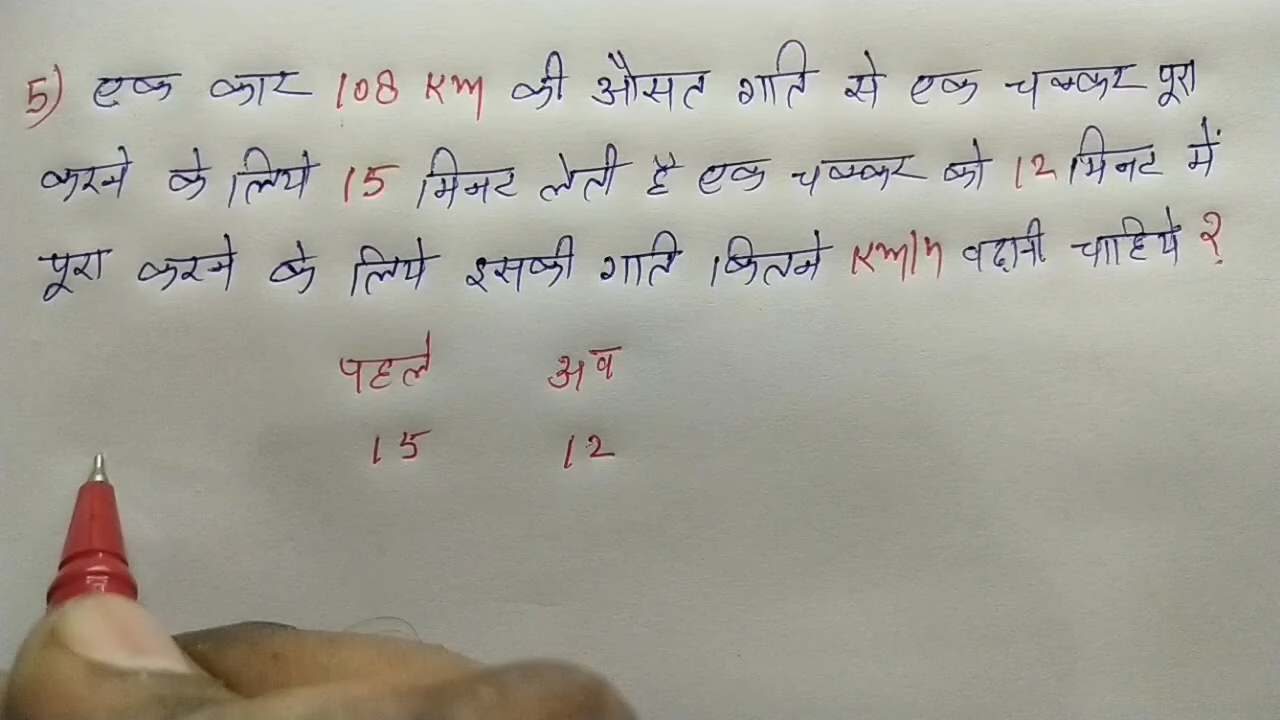 5) एक कार 108 Km की औसत गति से एक चक्कर पूरा
करने के लिये 15 मिनट लेती है एक चक्कर को 12 मिनट में
पूरा करने के लिये इसकी गति कितने Km/h बढ़ानी चाहिये ?
पहले अब
15 12